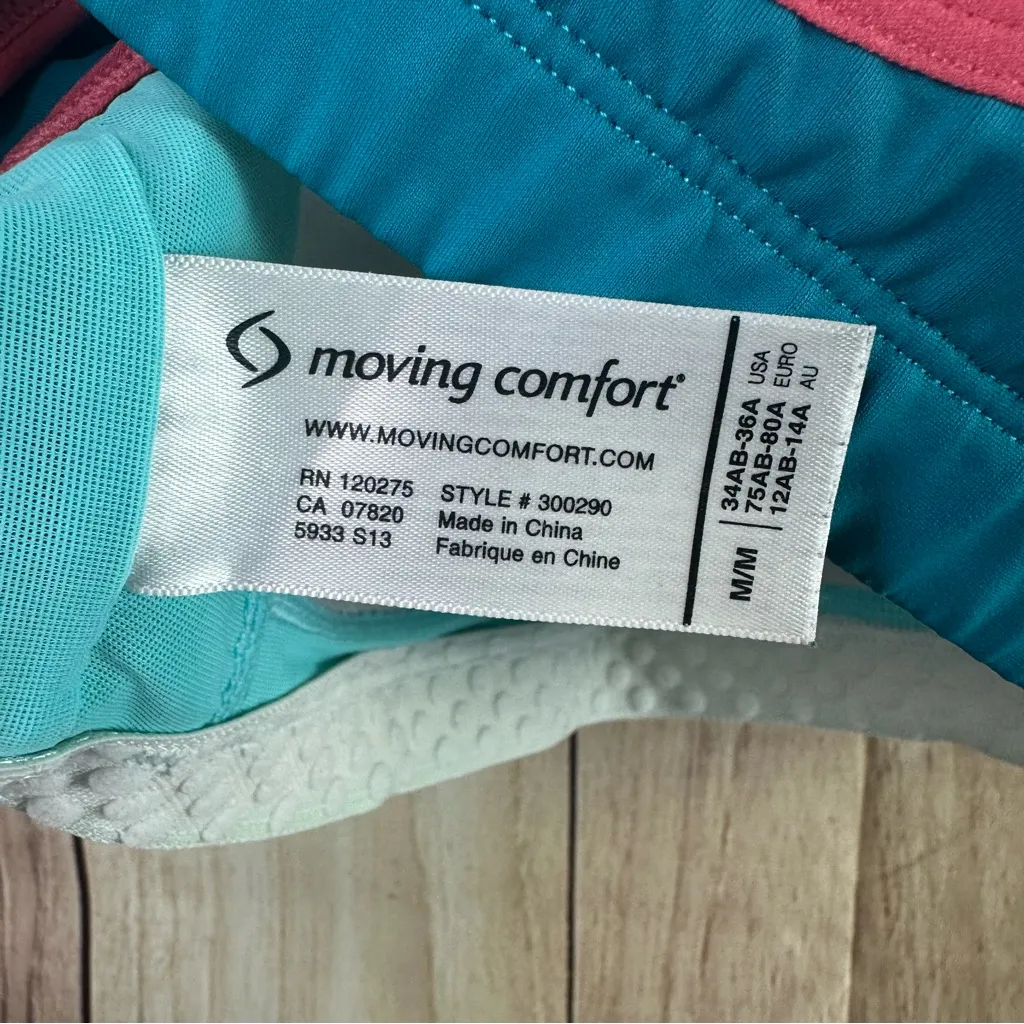 moving comfort®
WWW.MOVINGCOMFORT.COM
RN 120275
CA 07820
5933 S13
STYLE # 300290
Made in China
Fabrique en Chine
M/M
34AB-36A USA
75AB-80A EURO
12AB-14A AU